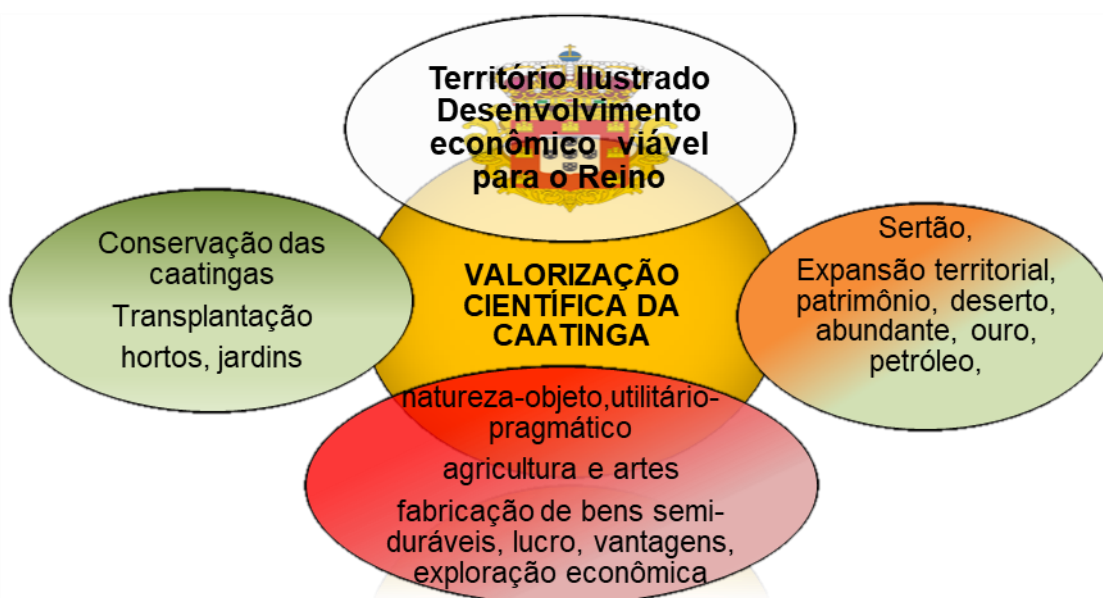 Território Ilustrado
Desenvolvimento
econômico viável
para o Reino
Conservação das
caatingas
Transplantação
hortos, jardins
VALORIZAÇÃO
CIENTÍFICA DA
CAATINGA
Sertão,
Expansão territorial,
patrimônio, deserto,
abundante, ouro,
petróleo,
natureza-objeto,utilitário-
pragmático
agricultura e artes
fabricação de bens semi-
duráveis, lucro, vantagens,
exploração econômica